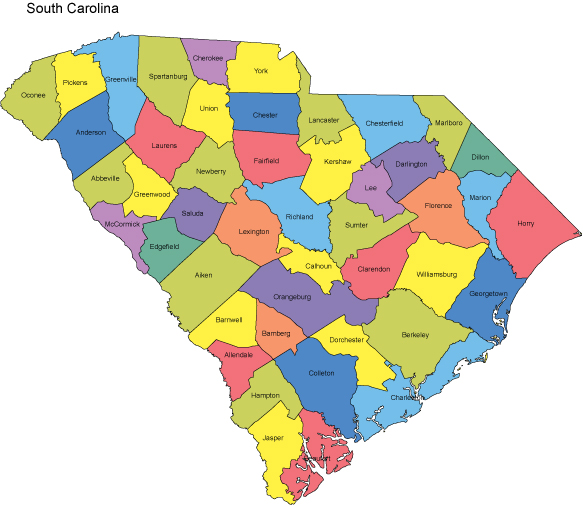 South Carolina
Cherokee
York
Spartanburg
Greenville
Pickens
Oconee
Union
Chester
Lancaster
Chesterfield
Marlboro
Anderson
Laurens
Fairfield
Kershaw
Darlington
Dillon
Newberry
Abbeville
Greenwood
Lee
Marion
Florence
Saluda
Richland
McCormick
Lexington
Sumter
Horry
Edgefield
Calhoun
Clarendon
Aiken
Williamsburg
Orangeburg
Georgetown
Barnwell
Bamberg
Dorchester
Berkeley
Allendale
Colleton
Hampton
Charleston
Jasper
Beaufort